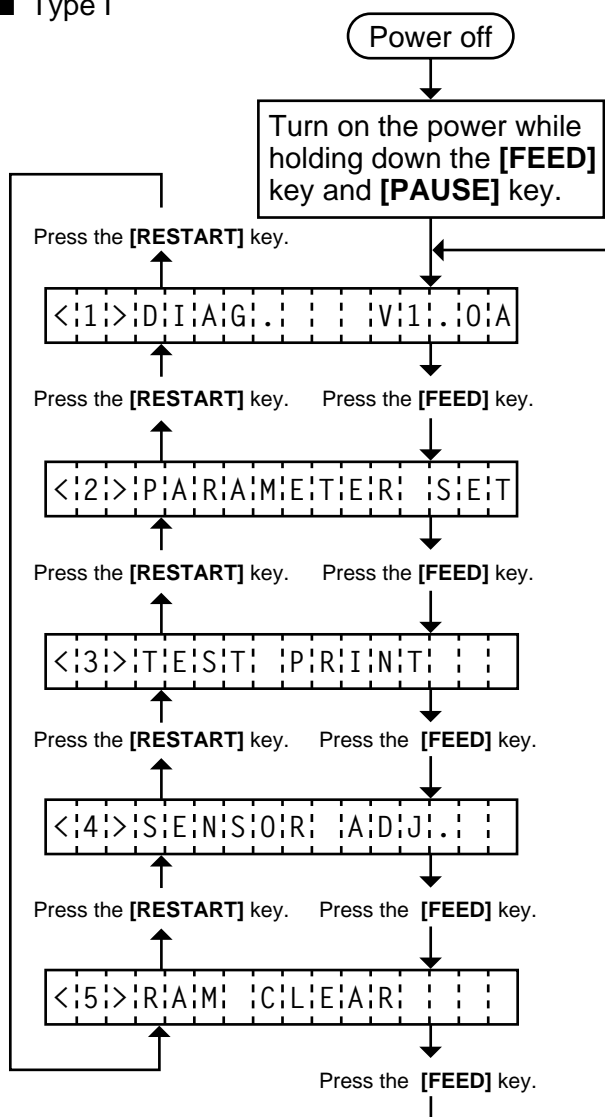 ■ Type I
Power off
Turn on the power while
holding down the [FEED]
key and [PAUSE] key.
Press the [RESTART] key.
<1>DIAG.   V1.0A
Press the [RESTART] key. Press the [FEED] key.
<2>PARAMETER SET
Press the [RESTART] key. Press the [FEED] key.
<3>TEST PRINT
Press the [RESTART] key. Press the [FEED] key.
<4>SENSOR ADJ.
Press the [RESTART] key. Press the [FEED] key.
<5>RAM CLEAR
Press the [FEED] key.